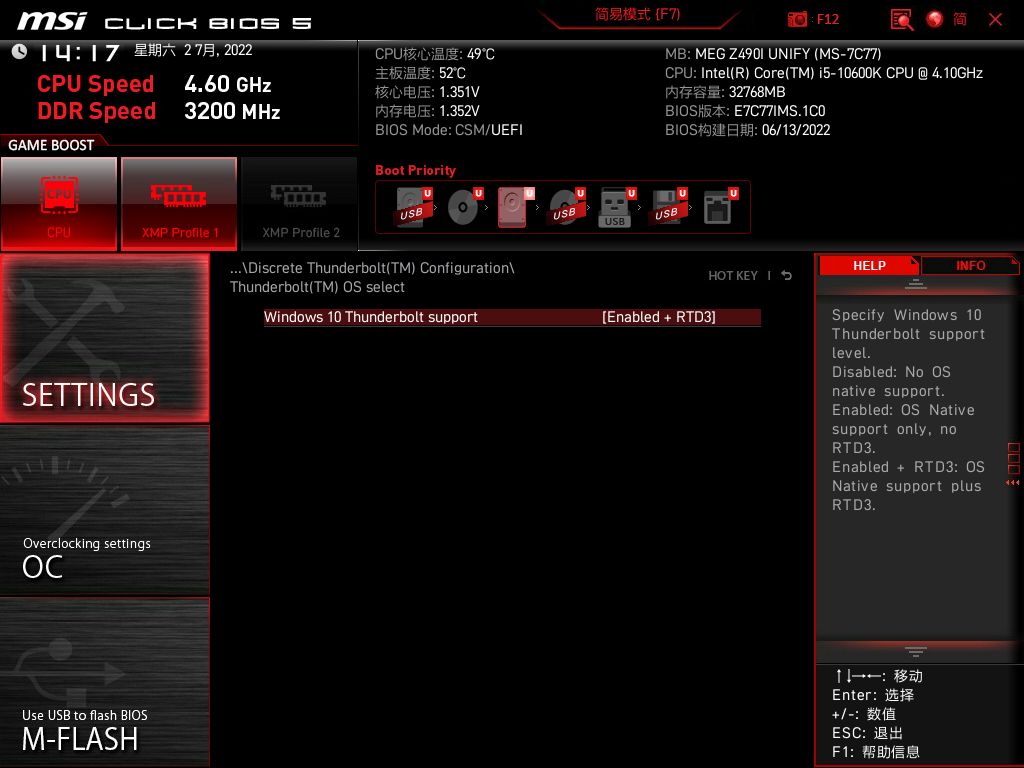 msi CLICK BIOS 5
简易模式 (F7)
F12
简
14:17 星期六 2 7月, 2022
CPU Speed 4.60 GHz
DDR Speed 3200 MHz
CPU核心温度: 49°C
主板温度: 52°C
核心电压: 1.351V
内存电压: 1.352V
BIOS Mode: CSM/UEFI
MB: MEG Z490I UNIFY (MS-7C77)
CPU: Intel(R) Core(TM) i5-10600K CPU @ 4.10GHz
内存容量: 32768MB
BIOS版本: E7C77IMS.1C0
BIOS构建日期: 06/13/2022
GAME BOOST
CPU
CPU
XMP Profile 1
XMP Profile 2
Boot Priority
U U U U U U U
USB USB USB USB
SETTINGS
Overclocking settings
OC
Use USB to flash BIOS
M-FLASH
...\Discrete Thunderbolt(TM) Configuration\
Thunderbolt(TM) OS select
HOT KEY |
Windows 10 Thunderbolt support [Enabled + RTD3]
HELP INFO
Specify Windows 10
Thunderbolt support
level.
Disabled: No OS
native support.
Enabled: OS Native
support only, no
RTD3.
Enabled + RTD3: OS
Native support plus
RTD3.
↑↓→←: 移动
Enter: 选择
+/-: 数值
ESC: 退出
F1: 帮助信息